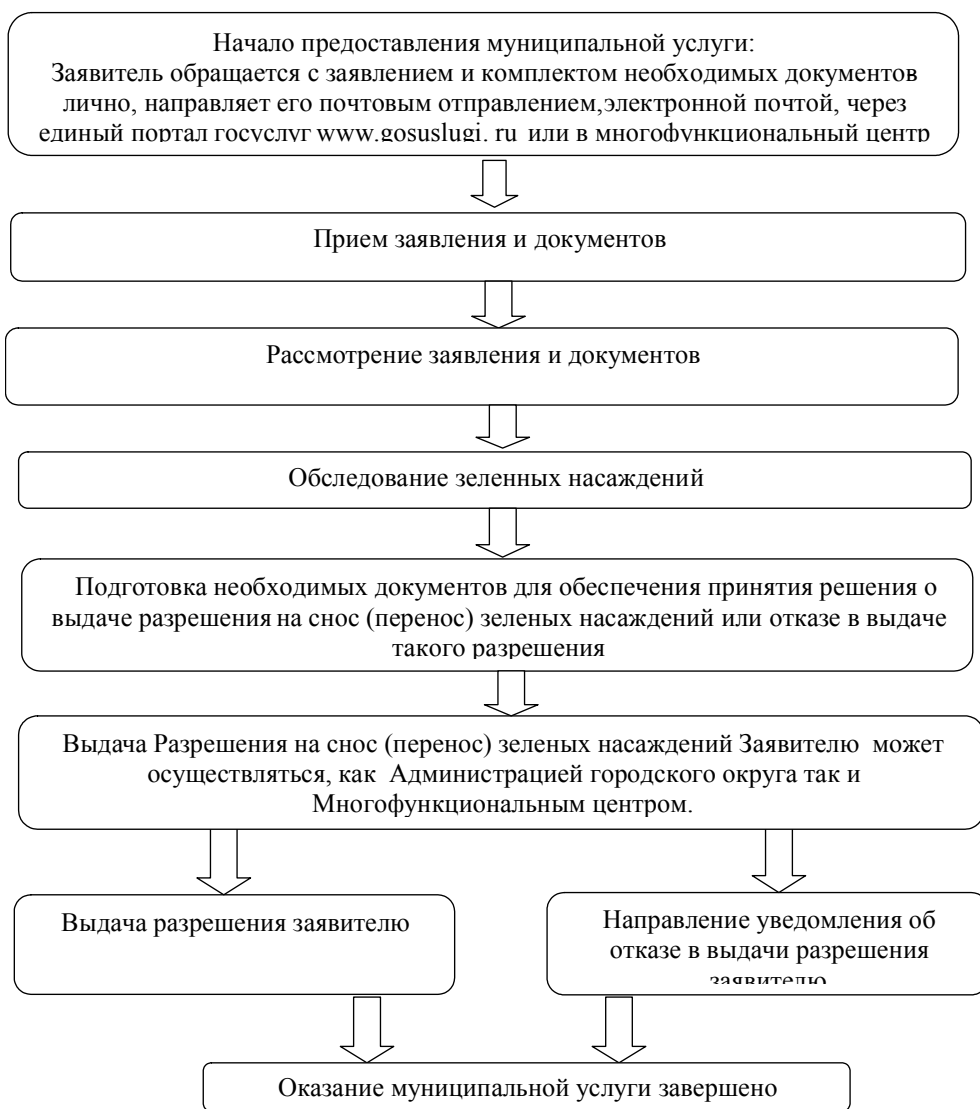 Начало предоставления муниципальной услуги:
Заявитель обращается с заявлением и комплектом необходимых документов
лично, направляет его почтовым отправлением,электронной почтой, через
единый портал госуслуг www.gosuslugi. ru или в многофункциональный центр
Прием заявления и документов
Рассмотрение заявления и документов
Обследование зеленных насаждений
Подготовка необходимых документов для обеспечения принятия решения о
выдаче разрешения на снос (перенос) зеленых насаждений или отказе в выдаче
такого разрешения
Выдача Разрешения на снос (перенос) зеленых насаждений Заявителю может
осуществляться, как Администрацией городского округа так и
Многофункциональным центром.
Выдача разрешения заявителю
Направление уведомления об
отказе в выдачи разрешения
заявителю
Оказание муниципальной услуги завершено